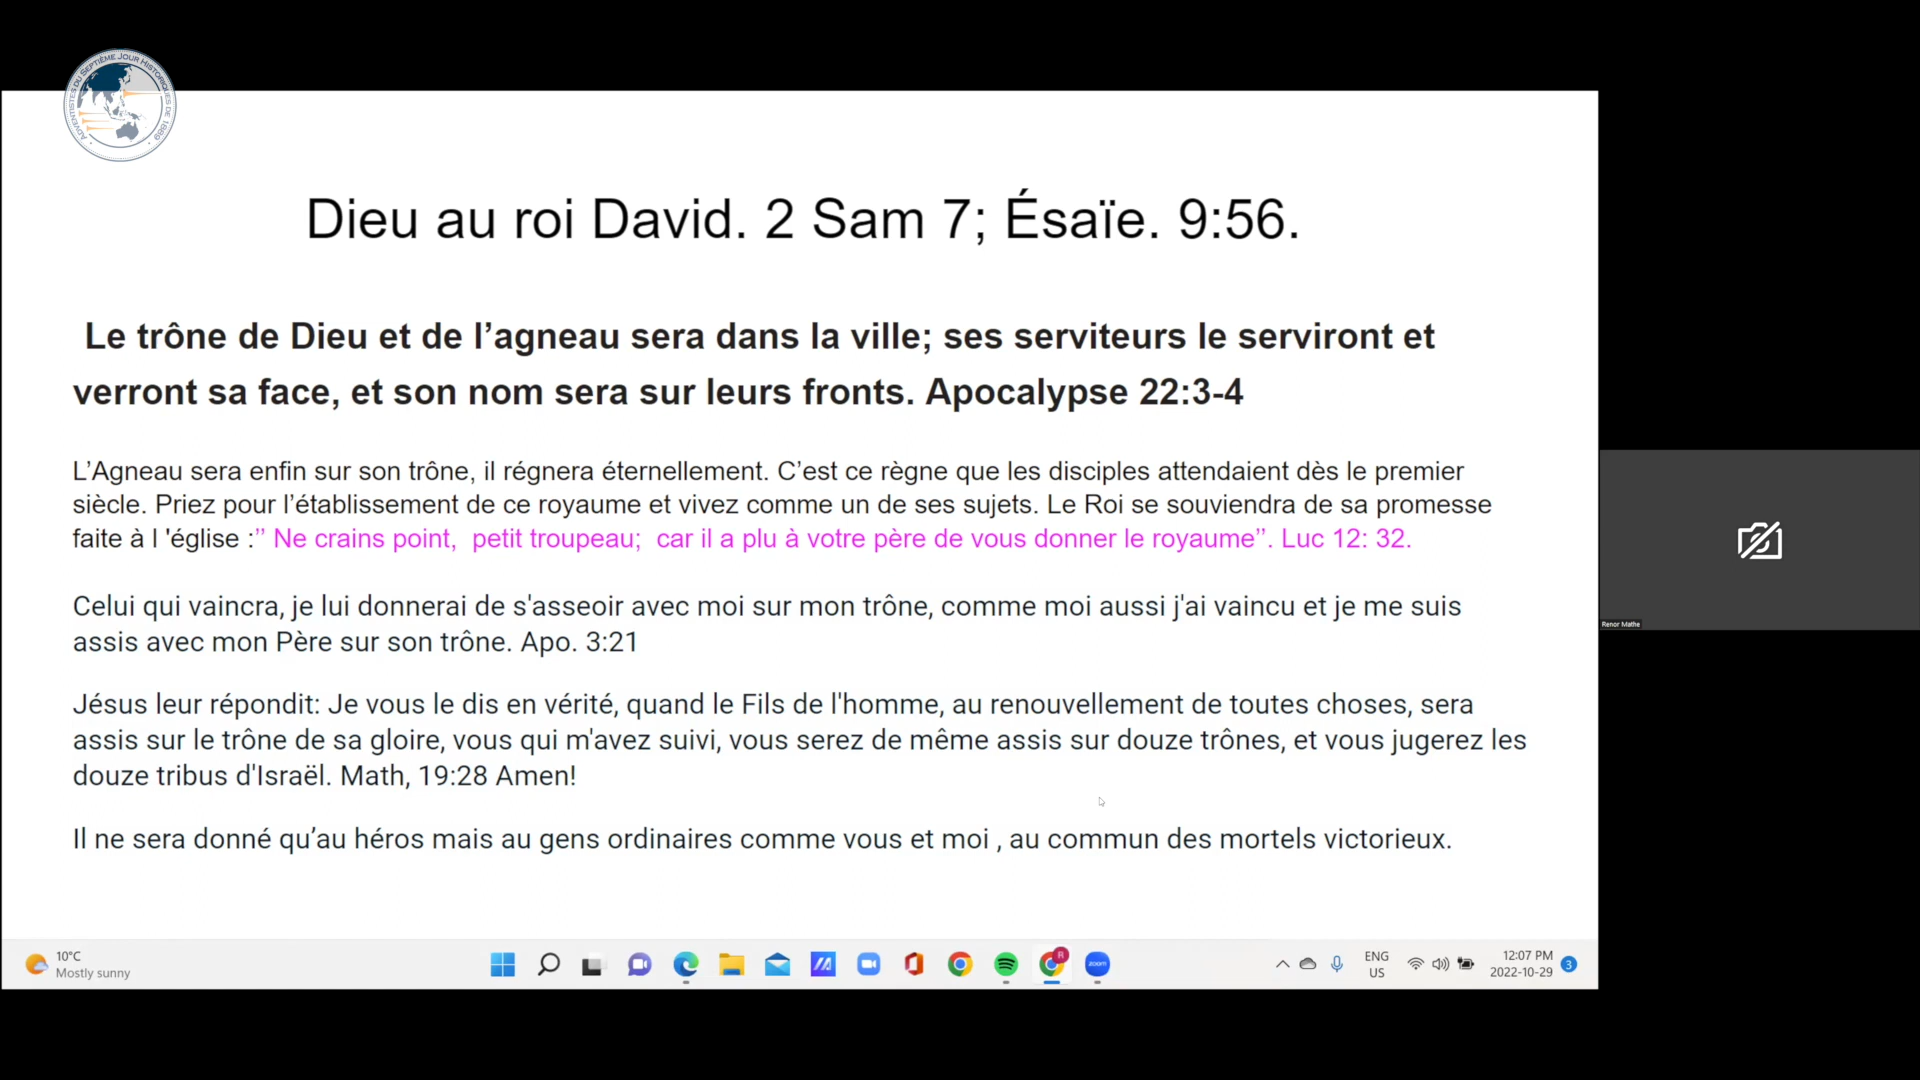 ADVENTISTES DU SEPTIÈME JOUR HISTORIQUES DE 1889
Dieu au roi David. 2 Sam 7; Ésaïe. 9:56.
Le trône de Dieu et de l’agneau sera dans la ville; ses serviteurs le serviront et
verront sa face, et son nom sera sur leurs fronts. Apocalypse 22:3-4
L’Agneau sera enfin sur son trône, il régnera éternellement. C’est ce règne que les disciples attendaient dès le premier
siècle. Priez pour l’établissement de ce royaume et vivez comme un de ses sujets. Le Roi se souviendra de sa promesse
faite à l 'église :” Ne crains point,  petit troupeau;  car il a plu à votre père de vous donner le royaume”. Luc 12: 32.
Celui qui vaincra, je lui donnerai de s'asseoir avec moi sur mon trône, comme moi aussi j'ai vaincu et je me suis
assis avec mon Père sur son trône. Apo. 3:21
Jésus leur répondit: Je vous le dis en vérité, quand le Fils de l'homme, au renouvellement de toutes choses, sera
assis sur le trône de sa gloire, vous qui m'avez suivi, vous serez de même assis sur douze trônes, et vous jugerez les
douze tribus d'Israël. Math, 19:28 Amen!
Il ne sera donné qu’au héros mais au gens ordinaires comme vous et moi , au commun des mortels victorieux.
Renor Mathe
10°C
Mostly sunny
R
zoom
ENG
US
12:07 PM
2022-10-29
3